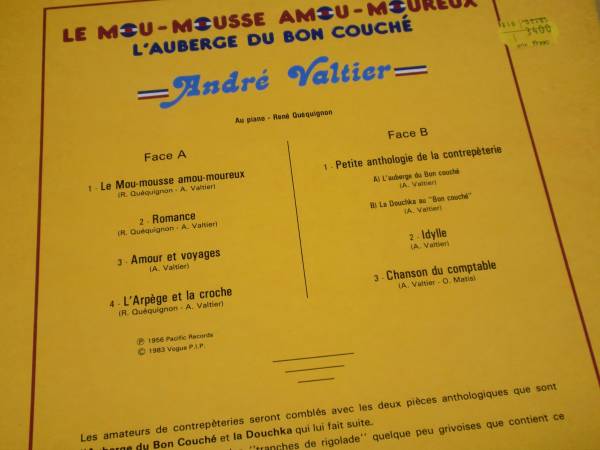 LE MOU-MOUSSE AMOU-MOUREUX
L'AUBERGE DU BON COUCHÉ
André Valtier
Au piano - René Quéquignon
Face A
1 - Le Mou-mousse amou-moureux
(R. Quéquignon - A. Valtier)
2 - Romance
(R. Quéquignon - A. Valtier)
3 - Amour et voyages
(A. Valtier)
4 - L'Arpège et la croche
(R. Quéquignon - A. Valtier)
℗ 1956 Pacific Records
© 1983 Vogue P.I.P.
Face B
1 - Petite anthologie de la contrepèterie
A) L'auberge du Bon couché
(A. Valtier)
B) La Douchka au "Bon couché"
(A. Valtier)
2 - Idylle
(A. Valtier)
3 - Chanson du comptable
(A. Valtier - O. Matis)
3400
Les amateurs de contrepèteries seront comblés avec les deux pièces anthologiques que sont
l'Auberge du Bon Couché et la Douchka qui lui fait suite.
"tranches de rigolade" quelque peu grivoises que contient ce